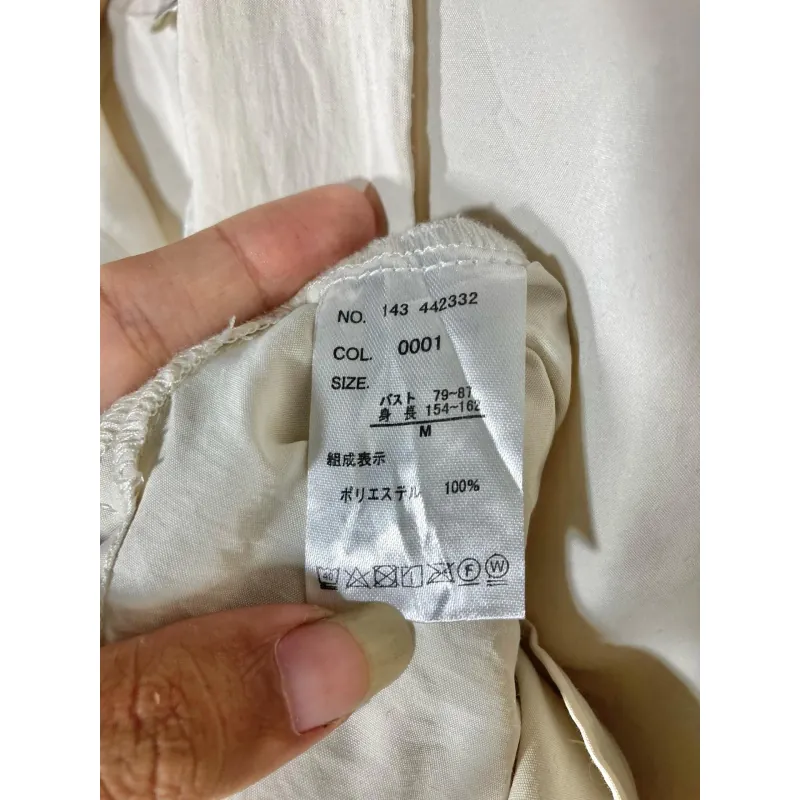 NO. 143 442332
COL. 0001
SIZE.
バスト 79~87
身長 154~162
M
組成表示
ポリエステル 100%
40 F W